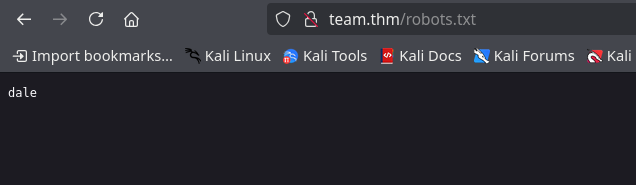 team.thm/robots.txt
Import bookmarks... Kali Linux Kali Tools Kali Docs Kali Forums Kali
dale